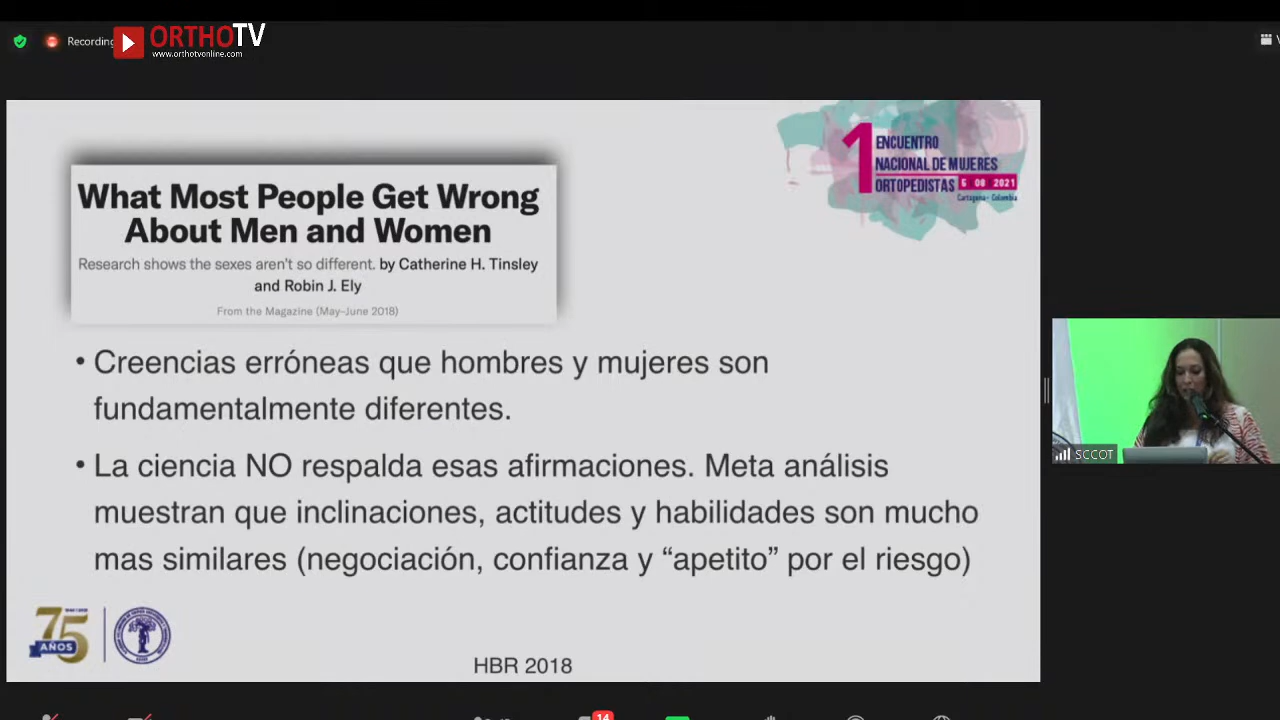 Recording
ORTHOTV
www.orthotvonline.com
1 ENCUENTRO
NACIONAL DE MUJERES
ORTOPEDISTAS 5 08 2021
Cartagena - Colombia
What Most People Get Wrong
About Men and Women
Research shows the sexes aren't so different. by Catherine H. Tinsley
and Robin J. Ely
From the Magazine (May–June 2018)
• Creencias erróneas que hombres y mujeres son
fundamentalmente diferentes.
• La ciencia NO respalda esas afirmaciones. Meta análisis
muestran que inclinaciones, actitudes y habilidades son mucho
mas similares (negociación, confianza y “apetito” por el riesgo)
75
AÑOS
HBR 2018
SCCOT
14